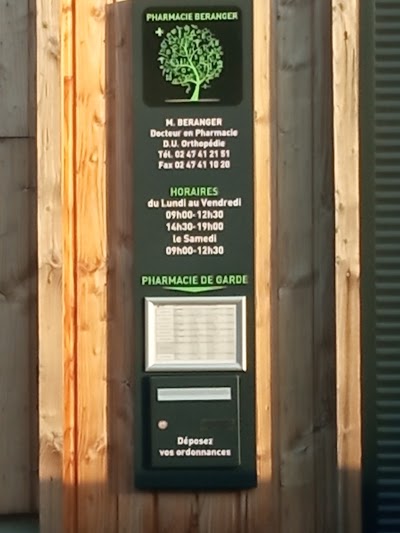 PHARMACIE BERANGER
M. BERANGER
Docteur en Pharmacie
D.U. Orthopédie
Tél. 02 47 41 21 51
Fax 02 47 41 10 20
HORAIRES
du Lundi au Vendredi
09h00-12h30
14h30-19h00
le Samedi
09h00-12h30
PHARMACIE DE GARDE
Déposez
vos ordonnances